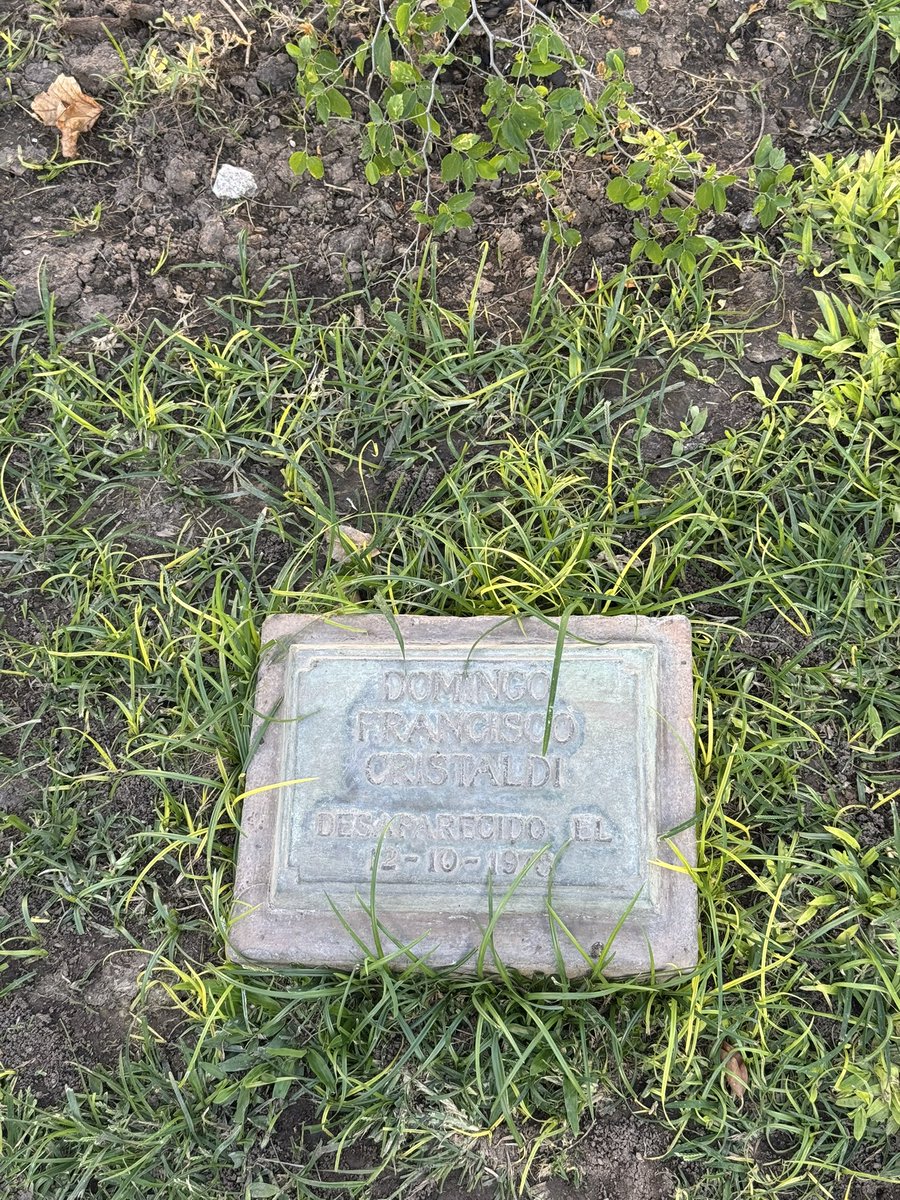 DOMINGO
FRANCISCO
CRISTALDI
DESAPARECIDO EL